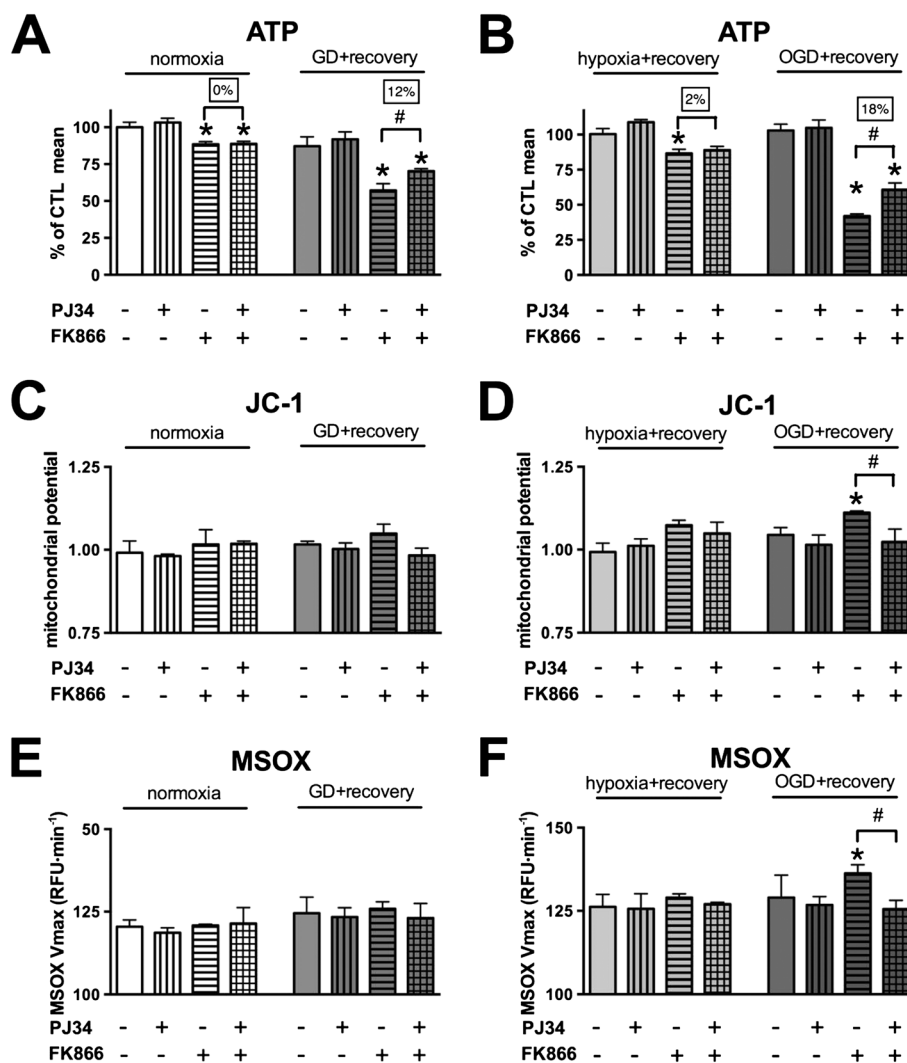 A
ATP
normoxia
GD+recovery
0%
12%
#
* * * *
% of CTL mean
100
75
50
25
0
PJ34 - + - + - + - +
FK866 - - + + - - + +
B
ATP
hypoxia+recovery
OGD+recovery
2%
18%
#
* * *
% of CTL mean
100
75
50
25
0
PJ34 - + - + - + - +
FK866 - - + + - - + +
C
JC-1
normoxia
GD+recovery
mitochondrial potential
1.25
1.00
0.75
PJ34 - + - + - + - +
FK866 - - + + - - + +
D
JC-1
hypoxia+recovery
OGD+recovery
#
*
mitochondrial potential
1.25
1.00
0.75
PJ34 - + - + - + - +
FK866 - - + + - - + +
E
MSOX
normoxia
GD+recovery
MSOX Vmax (RFU·min⁻¹)
50
125
100
PJ34 - + - + - + - +
FK866 - - + + - - + +
F
MSOX
hypoxia+recovery
OGD+recovery
#
*
MSOX Vmax (RFU·min⁻¹)
150
125
100
PJ34 - + - + - + - +
FK866 - - + + - - + +